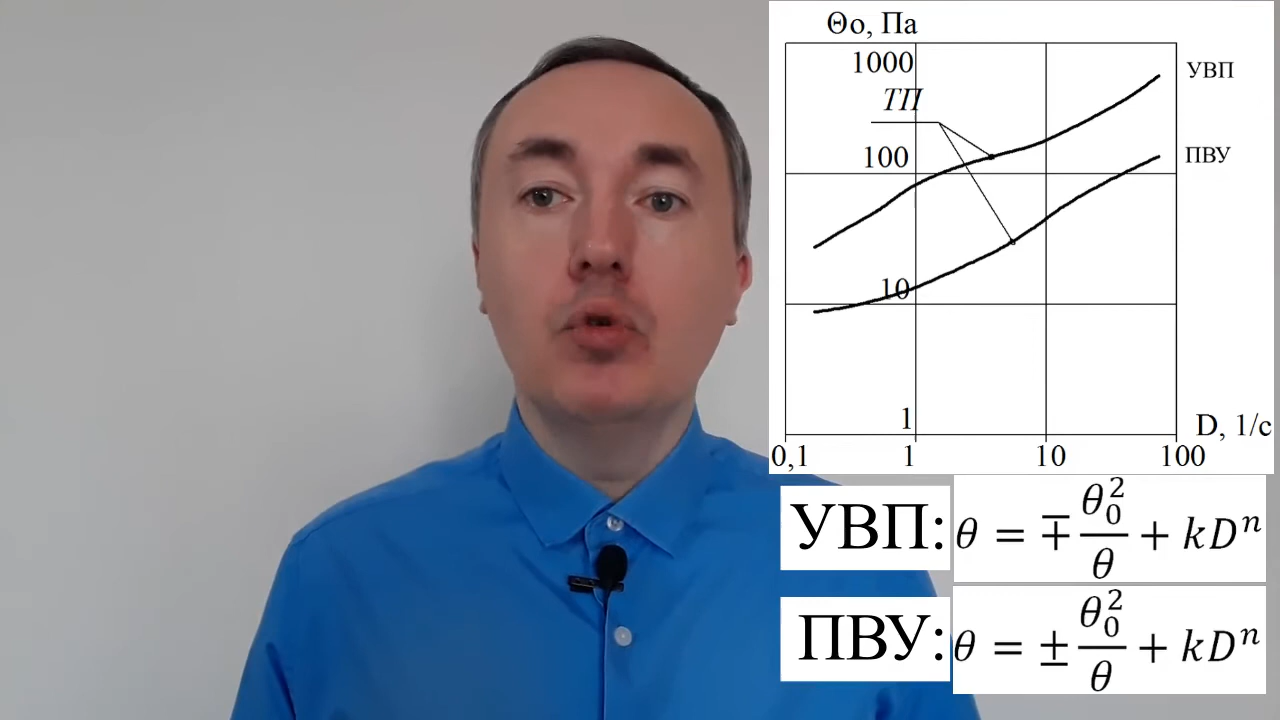 Θo, Па
1000
ТП
100
10
1
0,1
1
10
100
D, 1/с
УВП
ПВУ
УВП: θ = ∓ θ₀²/θ + kDⁿ
ПВУ: θ = ± θ₀²/θ + kDⁿ